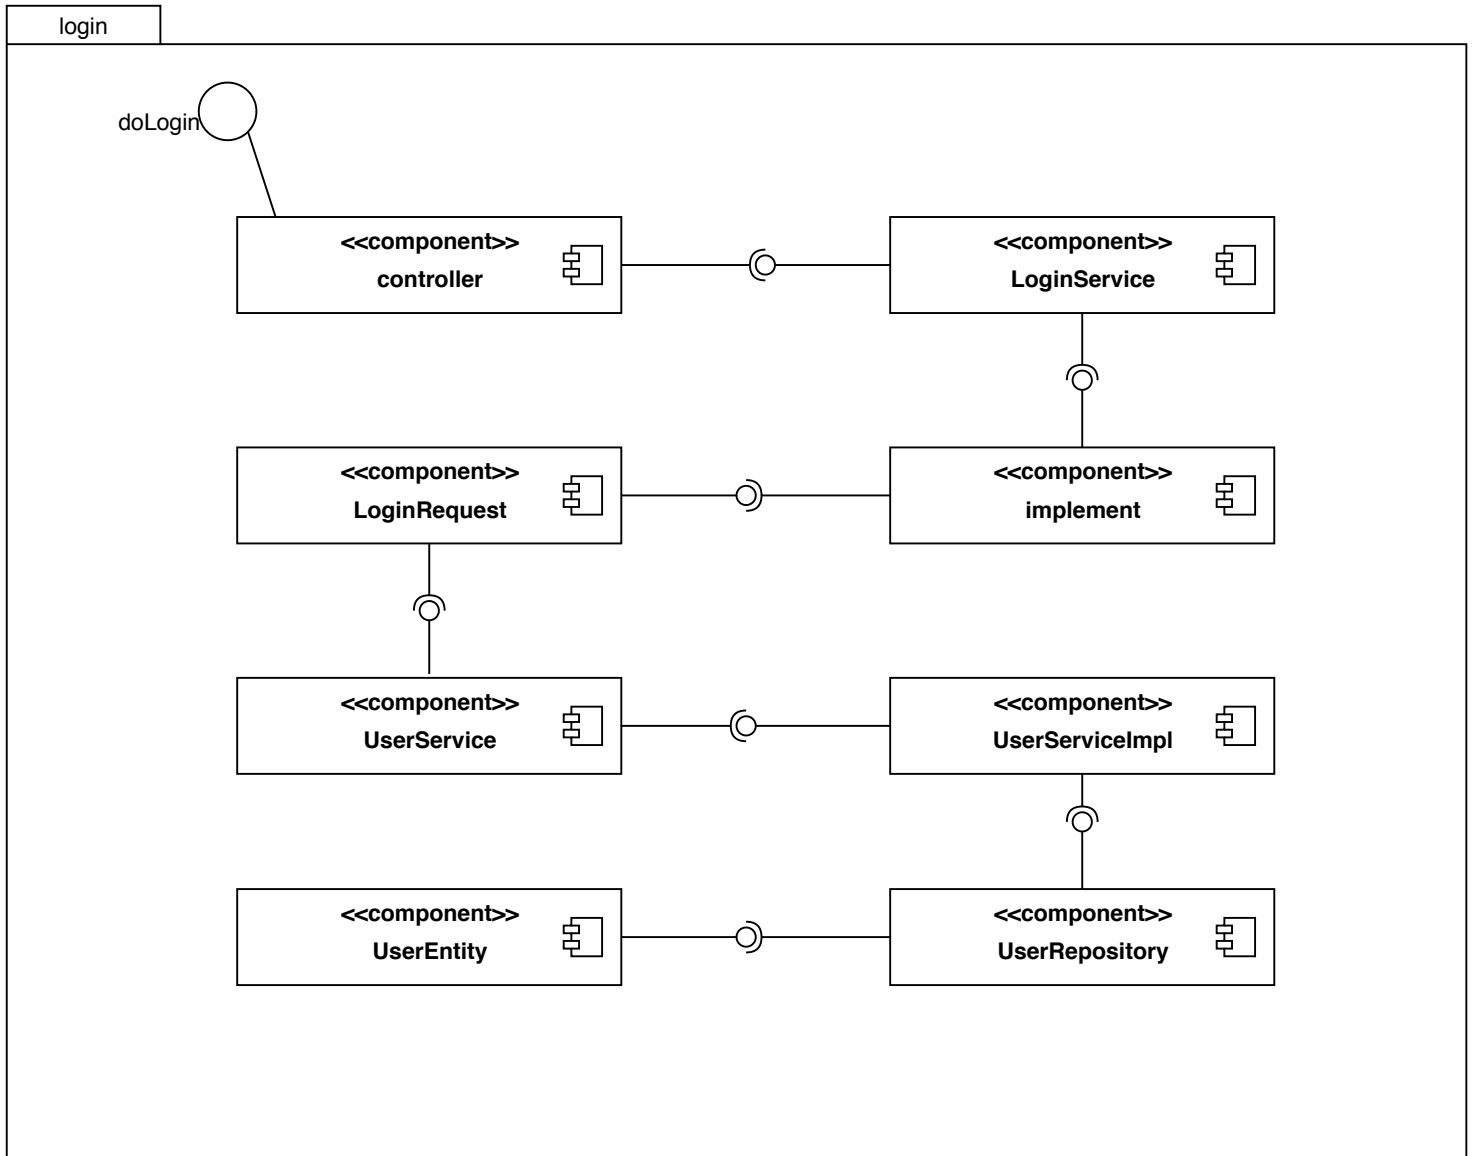 login
doLogin
<<component>>
controller
<<component>>
LoginService
<<component>>
LoginRequest
<<component>>
implement
<<component>>
UserService
<<component>>
UserServiceImpl
<<component>>
UserEntity
<<component>>
UserRepository